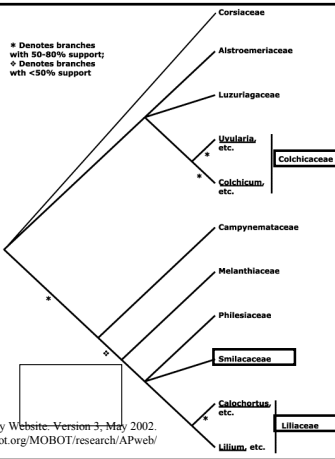 Corsiaceae
* Denotes branches
with 50-80% support;
❖ Denotes branches
wth <50% support
Alstroemeriaceae
Luzuriagaceae
Uvularia,
etc.
Colchicaceae
*
Colchicum,
etc.
*
Campynemataceae
Melanthiaceae
*
Philesiaceae
❖
Smilacaceae
Calochortus,
etc.
*
Liliaceae
y Website. Version 3, May 2002.
ot.org/MOBOT/research/APweb/
Lilium, etc.